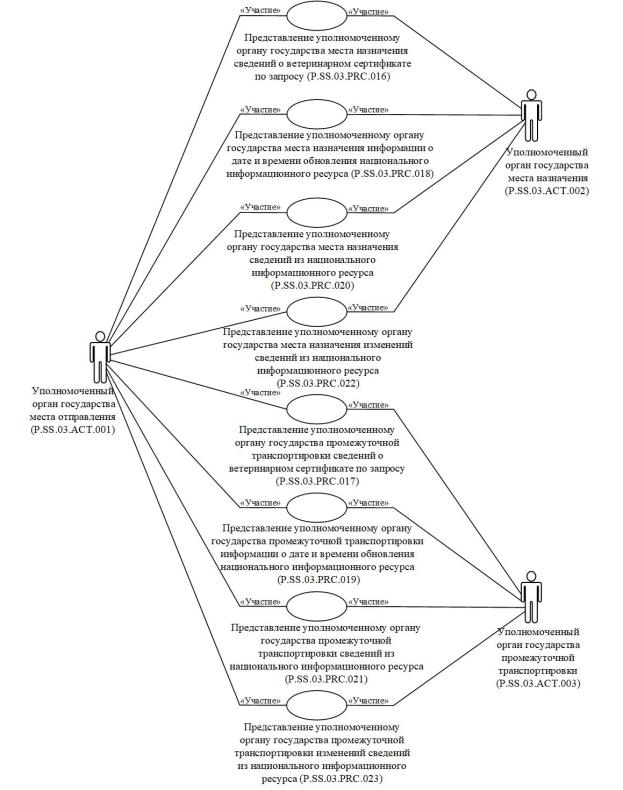 «Участие» «Участие»
Представление уполномоченному
органу государства места назначения
сведений о ветеринарном сертификате
по запросу (P.SS.03.PRC.016)
«Участие» «Участие»
Представление уполномоченному органу
государства места назначения информации о
дате и времени обновления национального
информационного ресурса (P.SS.03.PRC.018)
Уполномоченный
орган государства
места назначения
(P.SS.03.ACT.002)
«Участие» «Участие»
Представление уполномоченному
органу государства места назначения
сведений из национального
информационного ресурса
(P.SS.03.PRC.020)
«Участие» «Участие»
Представление уполномоченному органу
государства места назначения изменений
сведений из национального
информационного ресурса
(P.SS.03.PRC.022)
Уполномоченный
орган государства
места отправления
(P.SS.03.ACT.001)
«Участие» «Участие»
Представление уполномоченному
органу государства промежуточной
транспортировки сведений о
ветеринарном сертификате по запросу
(P.SS.03.PRC.017)
«Участие» «Участие»
Представление уполномоченному органу
государства промежуточной транспортировки
информации о дате и времени обновления
национального информационного ресурса
(P.SS.03.PRC.019)
«Участие» «Участие»
Представление уполномоченному органу
государства промежуточной
транспортировки сведений из
национального информационного ресурса
(P.SS.03.PRC.021)
Уполномоченный
орган государства
промежуточной
транспортировки
(P.SS.03.ACT.003)
«Участие» «Участие»
Представление уполномоченному
органу государства промежуточной
транспортировки изменений сведений
из национального информационного
ресурса (P.SS.03.PRC.023)